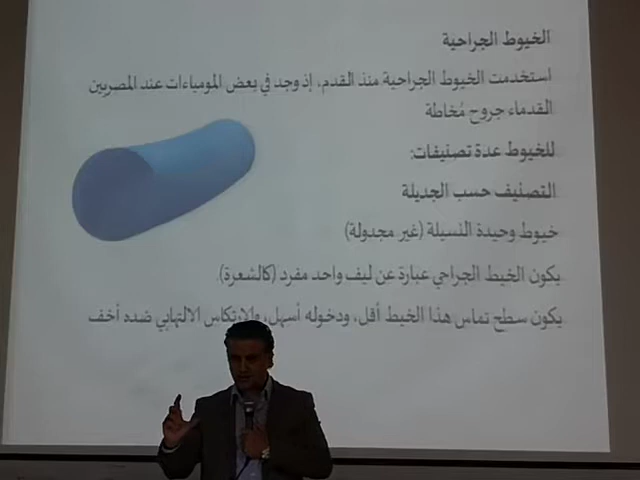 الخيوط الجراحية
استخدمت الخيوط الجراحية منذ القدم، إذ وجد في بعض المومياءات عند المصريين
القدماء جروح مُخاطة
للخيوط عدة تصنيفات:
التصنيف حسب الجديلة
خيوط وحيدة النسيلة (غير مجدولة)
يكون الخيط الجراحي عبارة عن ليف واحد مفرد (كالشعرة).
يكون سطح تماس هذا الخيط أقل، ودخوله أسهل، والارتكاس الالتهابي ضده أخف